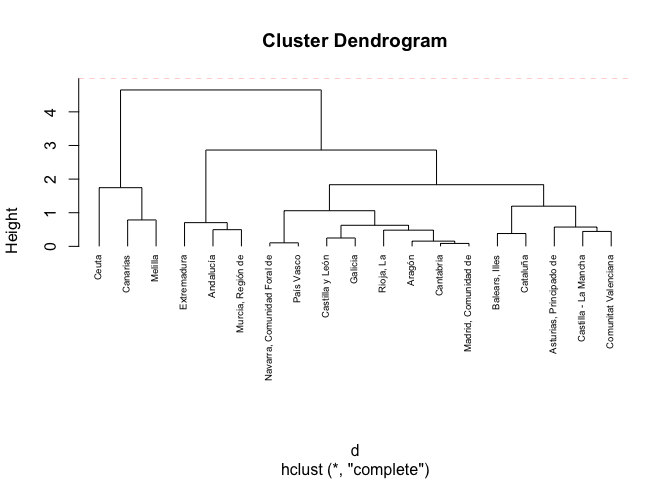 Cluster Dendrogram
Height
4
3
2
1
0
Ceuta
Canarias
Melilla
Extremadura
Andalucía
Murcia, Región de
Navarra, Comunidad Foral de
País Vasco
Castilla y León
Galicia
Rioja, La
Aragón
Cantabria
Madrid, Comunidad de
Balears, Illes
Cataluña
Asturias, Principado de
Castilla - La Mancha
Comunitat Valenciana
d
hclust (*, "complete")